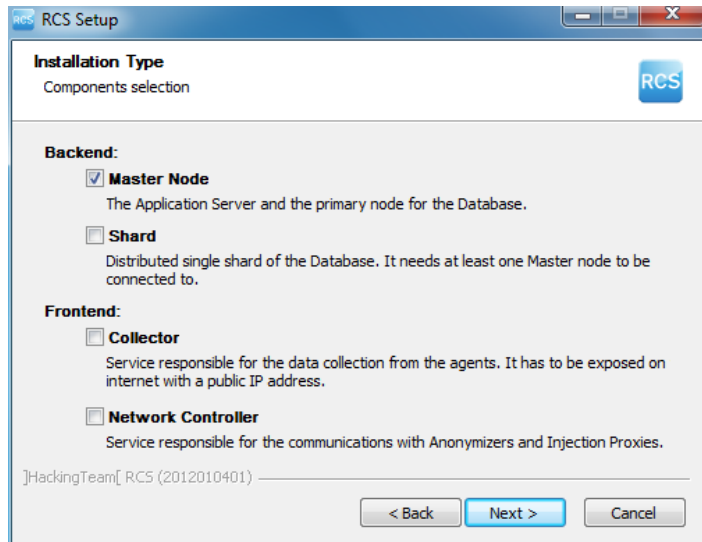 RCS RCS Setup
Installation Type
Components selection
RCS
Backend:
Master Node
The Application Server and the primary node for the Database.
Shard
Distributed single shard of the Database. It needs at least one Master node to be
connected to.
Frontend:
Collector
Service responsible for the data collection from the agents. It has to be exposed on
internet with a public IP address.
Network Controller
Service responsible for the communications with Anonymizers and Injection Proxies.
]HackingTeam[ RCS (2012010401)
< Back Next > Cancel